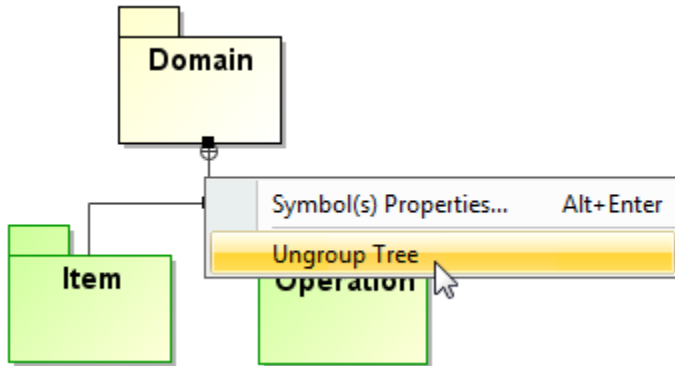 Domain
Symbol(s) Properties... Alt+Enter
Ungroup Tree
Item
Operation